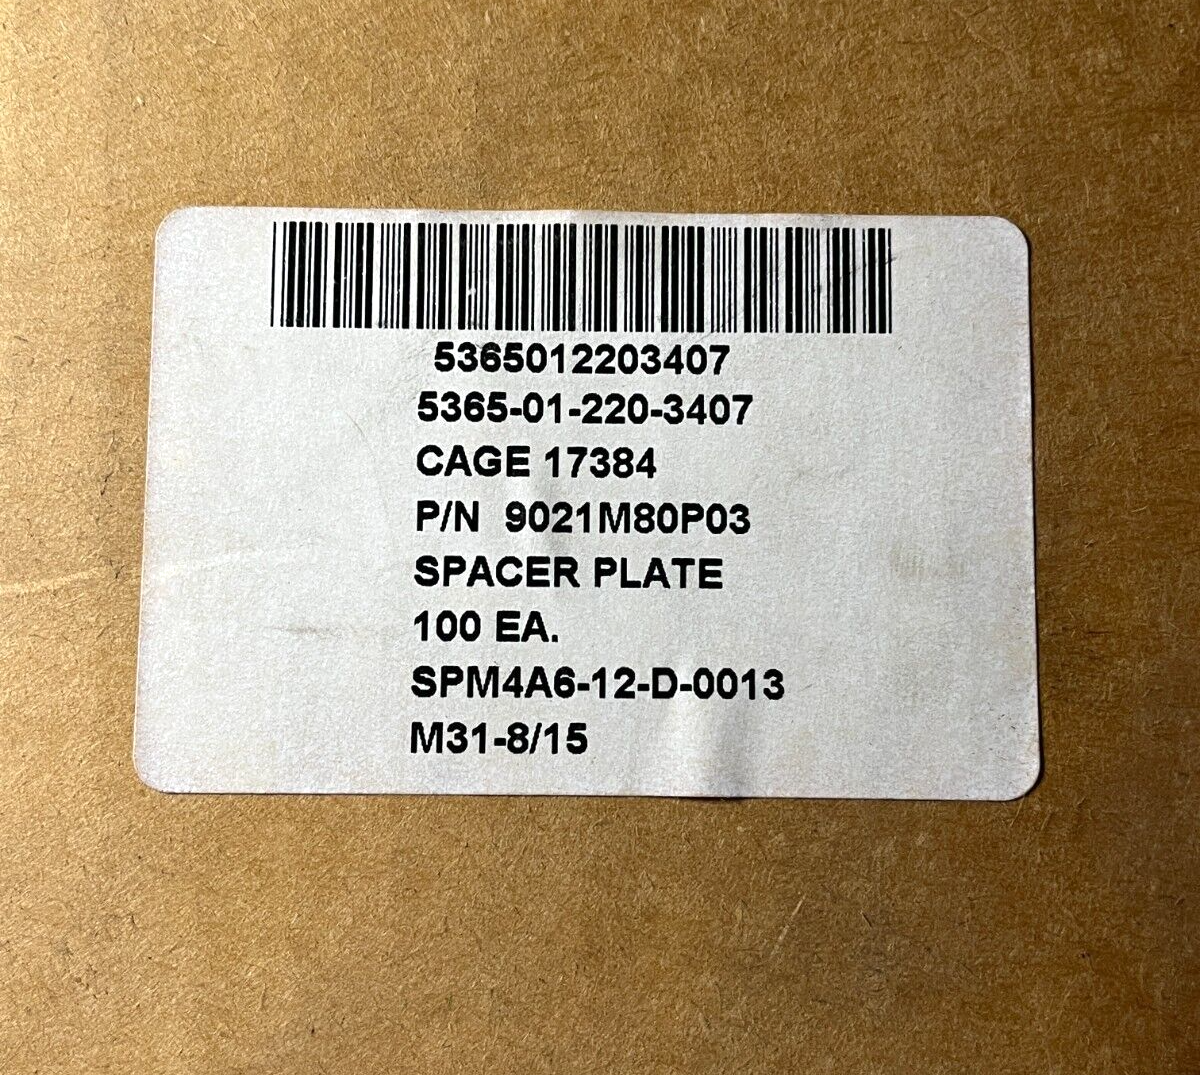 5365012203407
5365-01-220-3407
CAGE 17384
P/N 9021M80P03
SPACER PLATE
100 EA.
SPM4A6-12-D-0013
M31-8/15